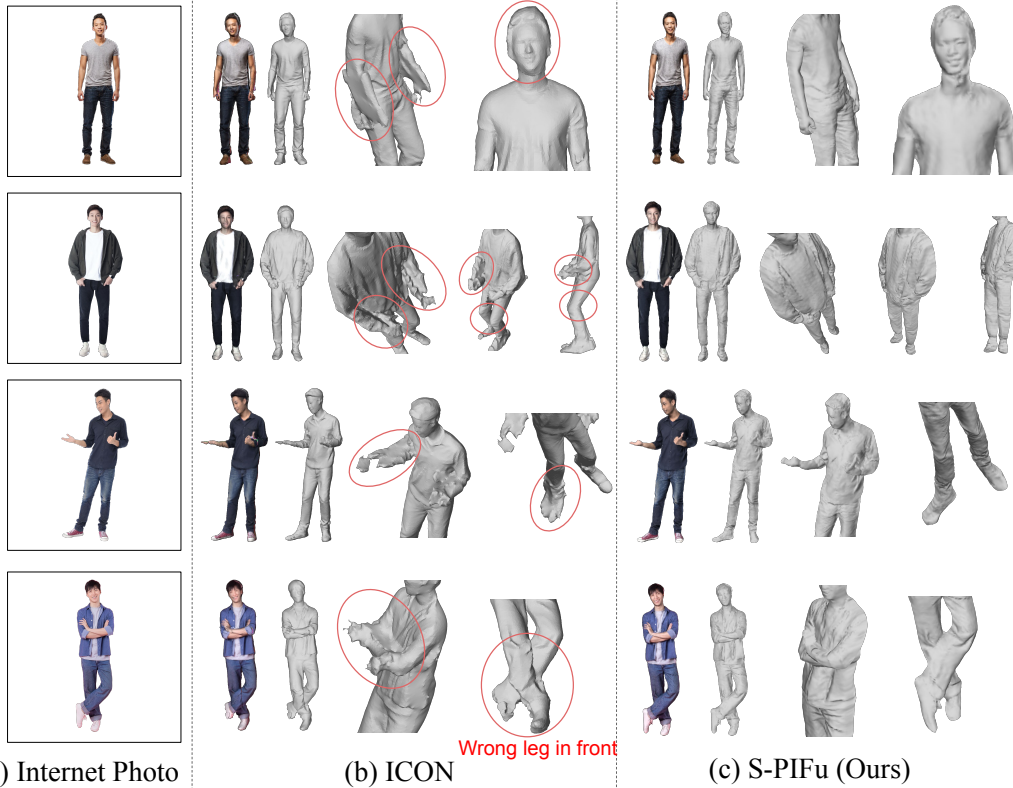 Wrong leg in front
) Internet Photo
(b) ICON
(c) S-PIFu (Ours)